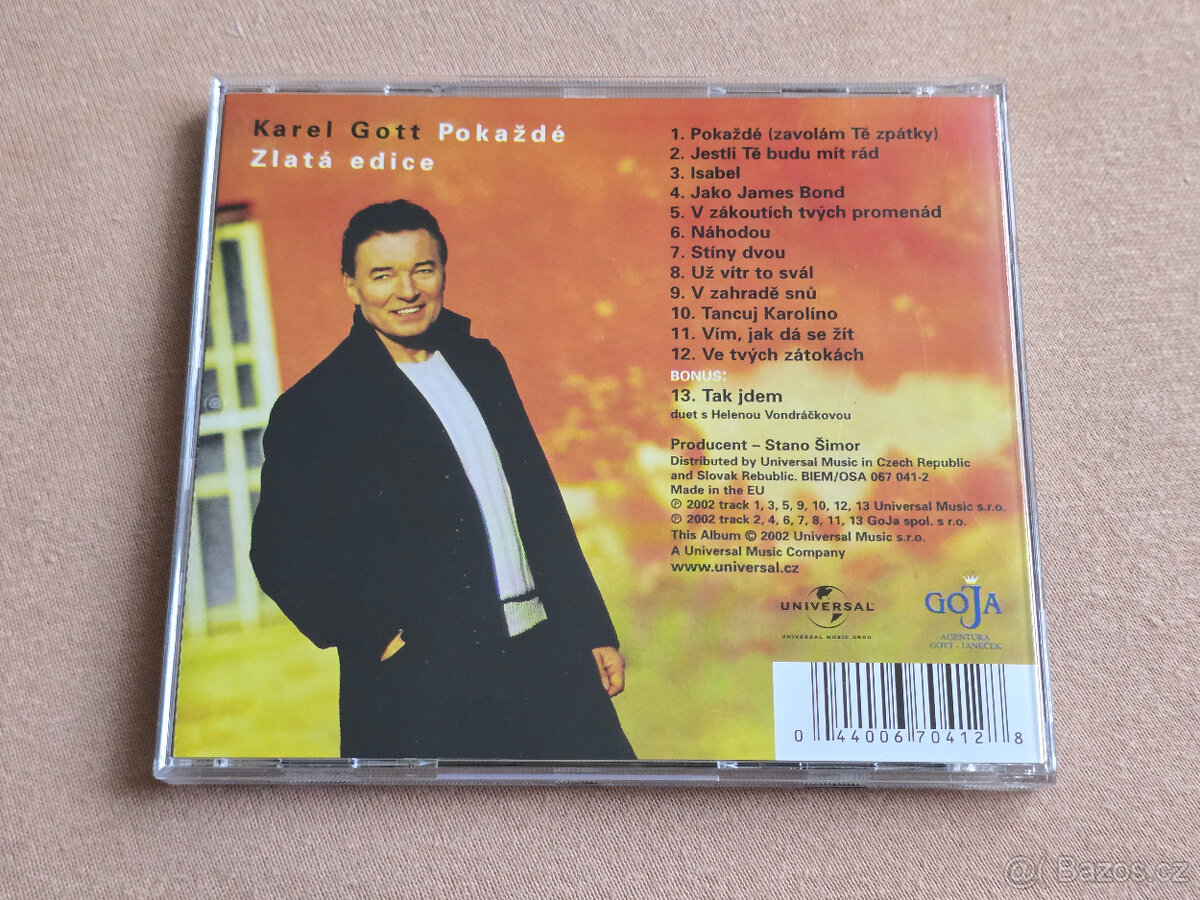 Karel Gott Pokaždé
Zlatá edice
1. Pokaždé (zavolám Tě zpátky)
2. Jestli Tě budu mít rád
3. Isabel
4. Jako James Bond
5. V zákoutích tvých promenád
6. Náhodou
7. Stíny dvou
8. Už vítr to svál
9. V zahradě snů
10. Tancuj Karolíno
11. Vím, jak dá se žít
12. Ve tvých zátokách
BONUS:
13. Tak jdem
duet s Helenou Vondráčkovou
Producent – Stano Šimor
Distributed by Universal Music in Czech Republic
and Slovak Rebublic. BIEM/OSA 067 041-2
Made in the EU
℗ 2002 track 1, 3, 5, 9, 10, 12, 13 Universal Music s.r.o.
℗ 2002 track 2, 4, 6, 7, 8, 11, 13 GoJa spol. s r.o.
This Album © 2002 Universal Music s.r.o.
A Universal Music Company
www.universal.cz
UNIVERSAL
UNIVERSAL MUSIC GROUP
GOJA
AGENTURA
GOTT - JANEČEK
0 44006 70412 8
© Bazos.cz